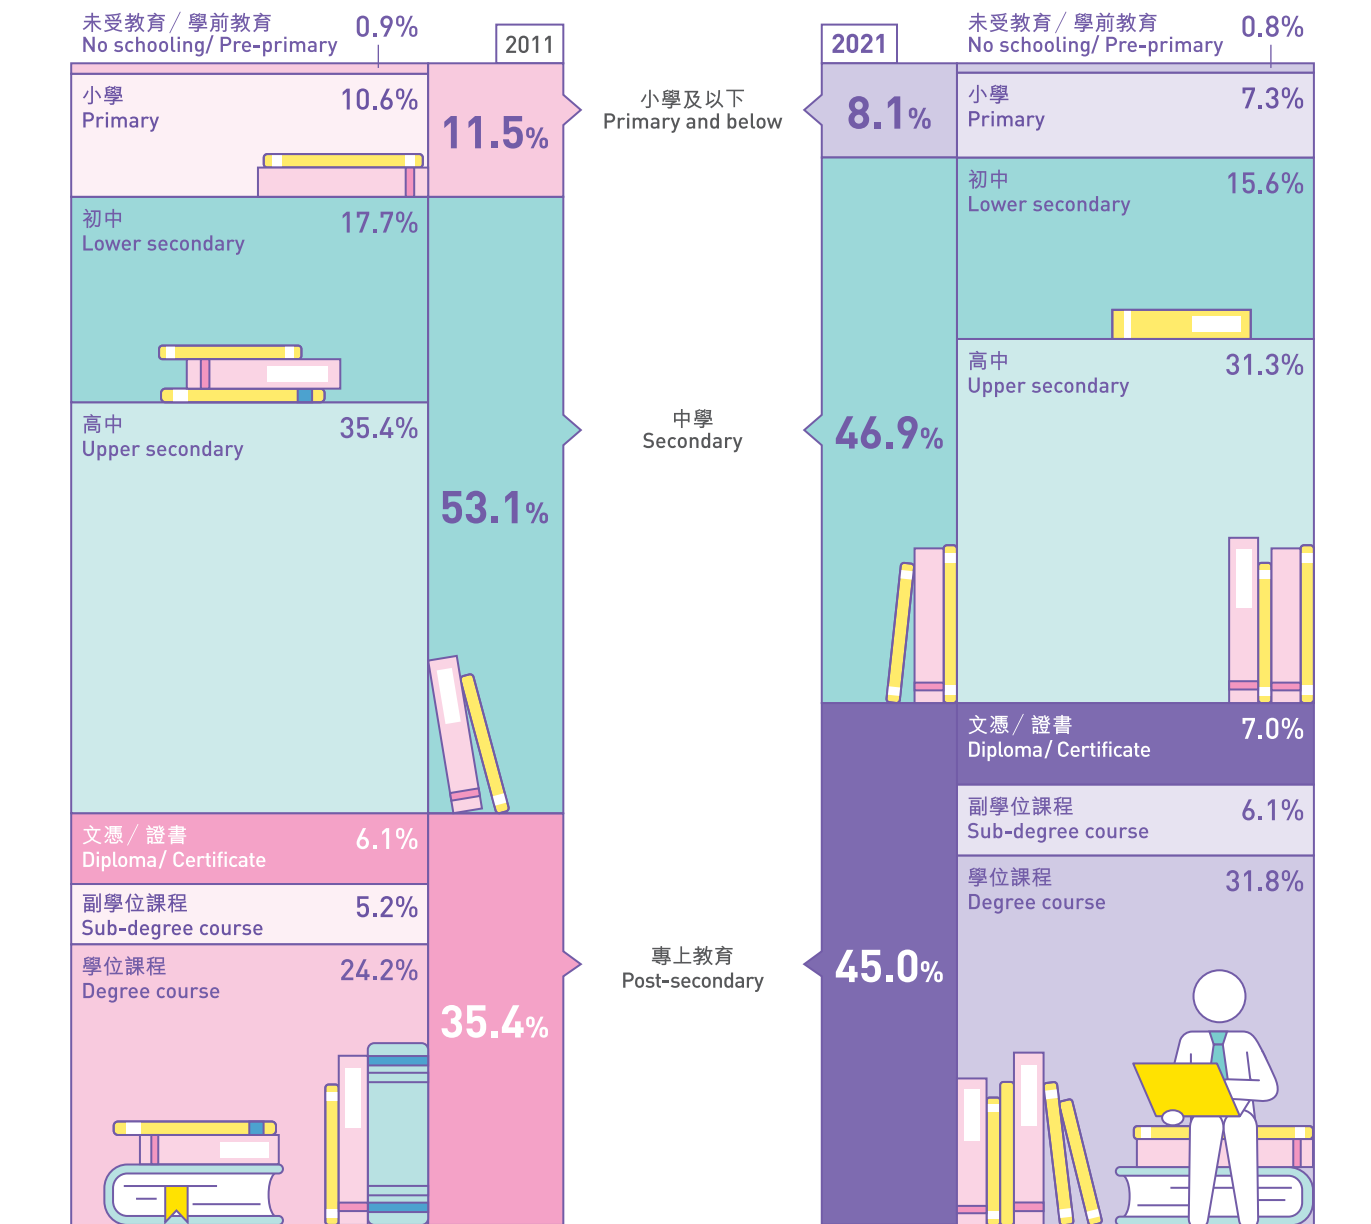 未受教育／學前教育 0.9%
No schooling/ Pre-primary
2011
小學 10.6%
Primary
11.5%
初中 17.7%
Lower secondary
高中 35.4%
Upper secondary
53.1%
文憑／證書 6.1%
Diploma/ Certificate
副學位課程 5.2%
Sub-degree course
學位課程 24.2%
Degree course
35.4%
小學及以下
Primary and below
中學
Secondary
專上教育
Post-secondary
2021
8.1%
46.9%
45.0%
未受教育／學前教育 0.8%
No schooling/ Pre-primary
小學 7.3%
Primary
初中 15.6%
Lower secondary
高中 31.3%
Upper secondary
文憑／證書 7.0%
Diploma/ Certificate
副學位課程 6.1%
Sub-degree course
學位課程 31.8%
Degree course